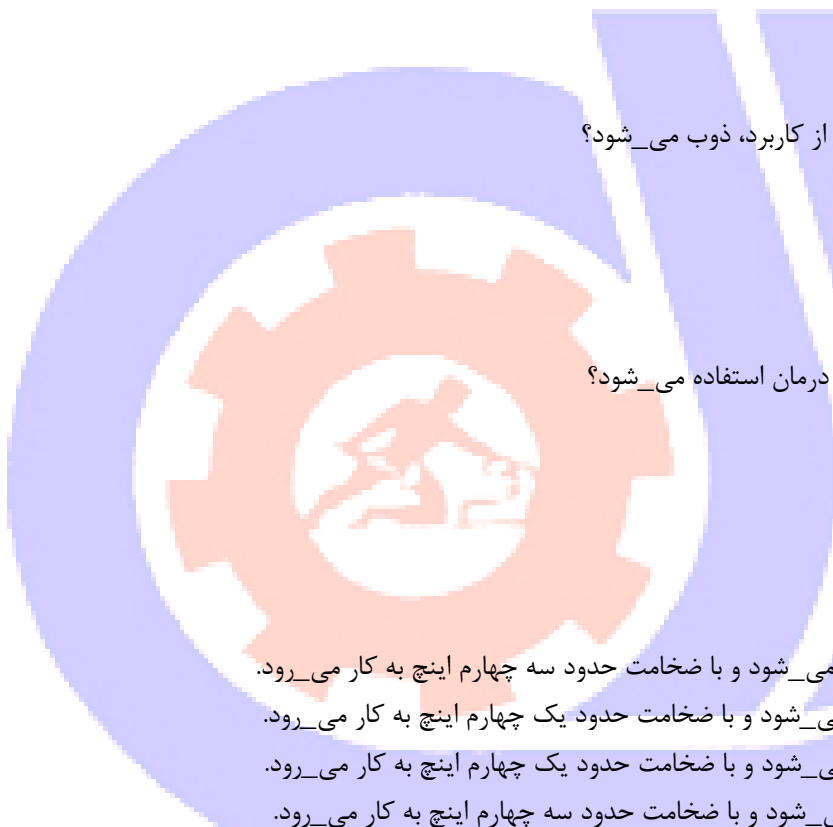 از کاربرد، ذوب می_شود؟
درمان استفاده می_شود؟
می_شود و با ضخامت حدود سه چهارم اینچ به کار می_رود.
ی_شود و با ضخامت حدود یک چهارم اینچ به کار می_رود.
ی_شود و با ضخامت حدود یک چهارم اینچ به کار می_رود.
ی_شود و با ضخامت حدود سه چهارم اینچ به کار می_رود.